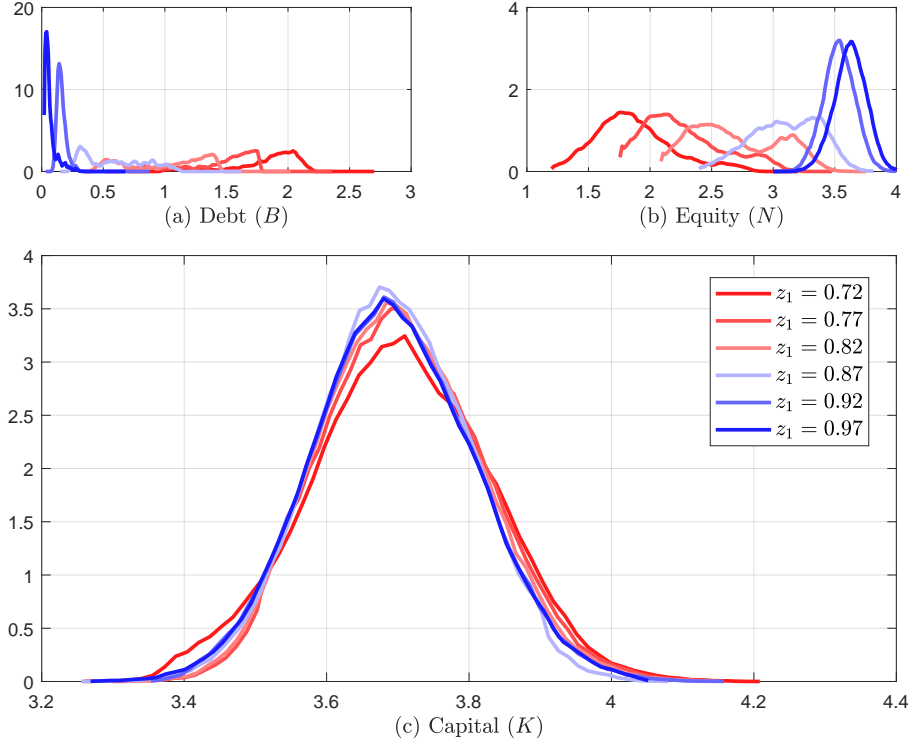 20
10
0
0 0.5 1 1.5 2 2.5 3
(a) Debt (B)
4
2
0
1 1.5 2 2.5 3 3.5 4
(b) Equity (N)
4
3.5
3
2.5
2
1.5
1
0.5
0
3.2 3.4 3.6 3.8 4 4.2 4.4
(c) Capital (K)
z₁ = 0.72
z₁ = 0.77
z₁ = 0.82
z₁ = 0.87
z₁ = 0.92
z₁ = 0.97